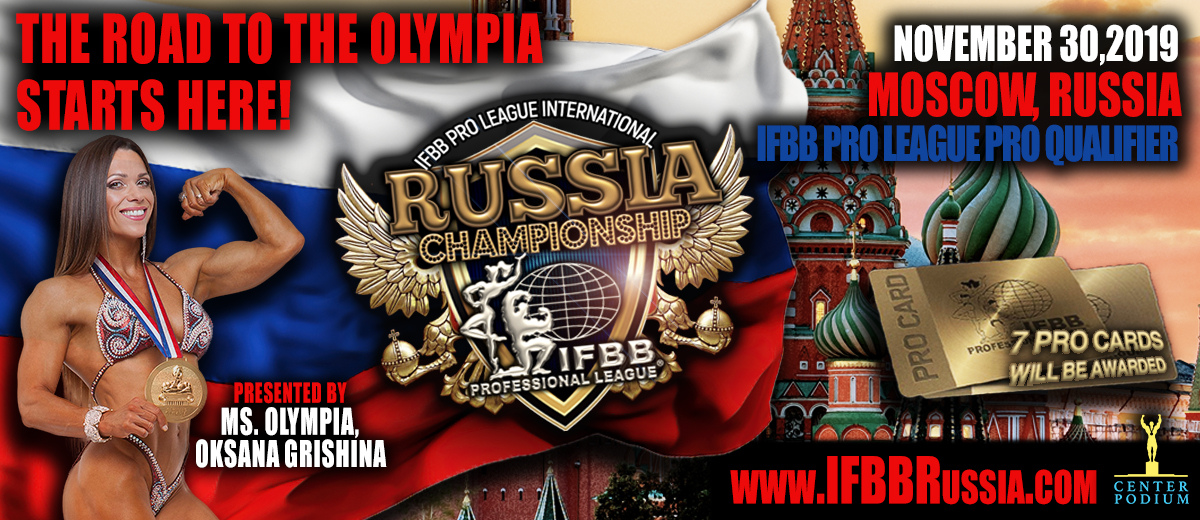 THE ROAD TO THE OLYMPIA
STARTS HERE!
NOVEMBER 30,2019
MOSCOW, RUSSIA
IFBB PRO LEAGUE PRO QUALIFIER
IFBB PRO LEAGUE INTERNATIONAL
RUSSIA
CHAMPIONSHIP
IFBB
PROFESSIONAL LEAGUE
PRO CARD
IFBB
7 PRO CARDS
WILL BE AWARDED
PRESENTED BY
MS. OLYMPIA,
OKSANA GRISHINA
WWW.IFBBRUSSIA.COM
CENTER
PODIUM